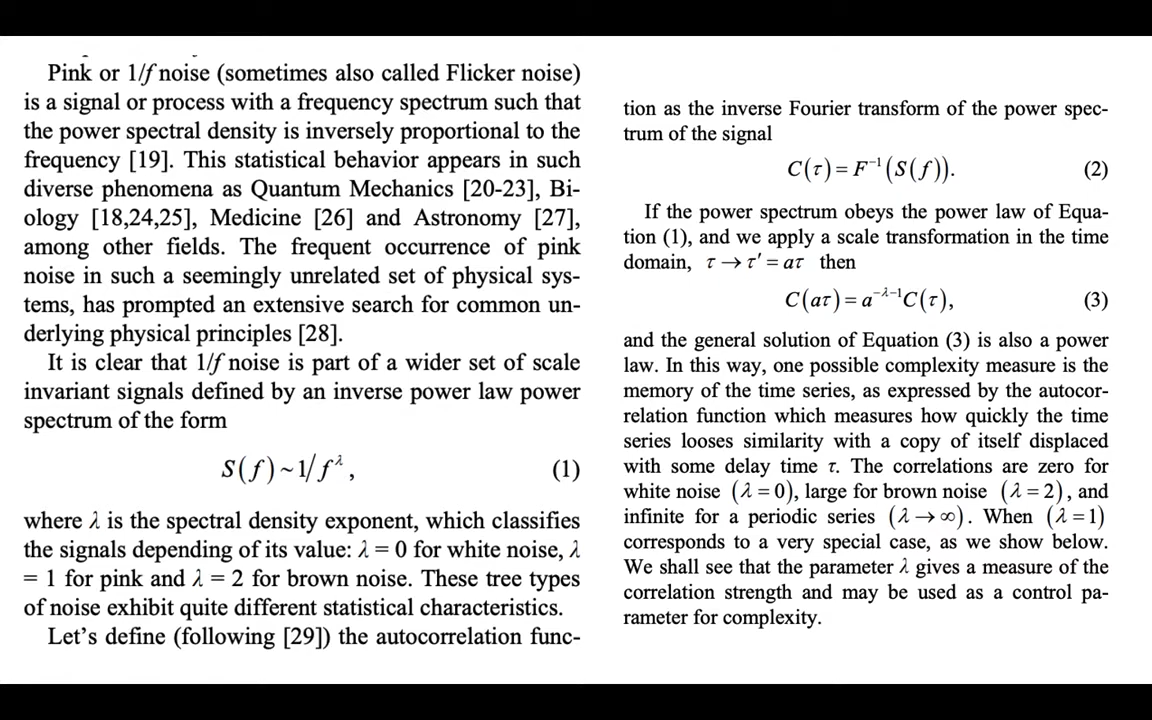 Pink or 1/f noise (sometimes also called Flicker noise)
is a signal or process with a frequency spectrum such that
the power spectral density is inversely proportional to the
frequency [19]. This statistical behavior appears in such
diverse phenomena as Quantum Mechanics [20-23], Bi-
ology [18,24,25], Medicine [26] and Astronomy [27],
among other fields. The frequent occurrence of pink
noise in such a seemingly unrelated set of physical sys-
tems, has prompted an extensive search for common un-
derlying physical principles [28].
It is clear that 1/f noise is part of a wider set of scale
invariant signals defined by an inverse power law power
spectrum of the form
S(f) ~ 1/f^λ, (1)
where λ is the spectral density exponent, which classifies
the signals depending of its value: λ = 0 for white noise, λ
= 1 for pink and λ = 2 for brown noise. These tree types
of noise exhibit quite different statistical characteristics.
Let's define (following [29]) the autocorrelation func-
tion as the inverse Fourier transform of the power spec-
trum of the signal
C(τ) = F⁻¹(S(f)). (2)
If the power spectrum obeys the power law of Equa-
tion (1), and we apply a scale transformation in the time
domain, τ → τ′ = aτ then
C(aτ) = a^(-λ-1)C(τ), (3)
and the general solution of Equation (3) is also a power
law. In this way, one possible complexity measure is the
memory of the time series, as expressed by the autocor-
relation function which measures how quickly the time
series looses similarity with a copy of itself displaced
with some delay time τ. The correlations are zero for
white noise (λ = 0), large for brown noise (λ = 2), and
infinite for a periodic series (λ → ∞). When (λ = 1)
corresponds to a very special case, as we show below.
We shall see that the parameter λ gives a measure of the
correlation strength and may be used as a control pa-
rameter for complexity.